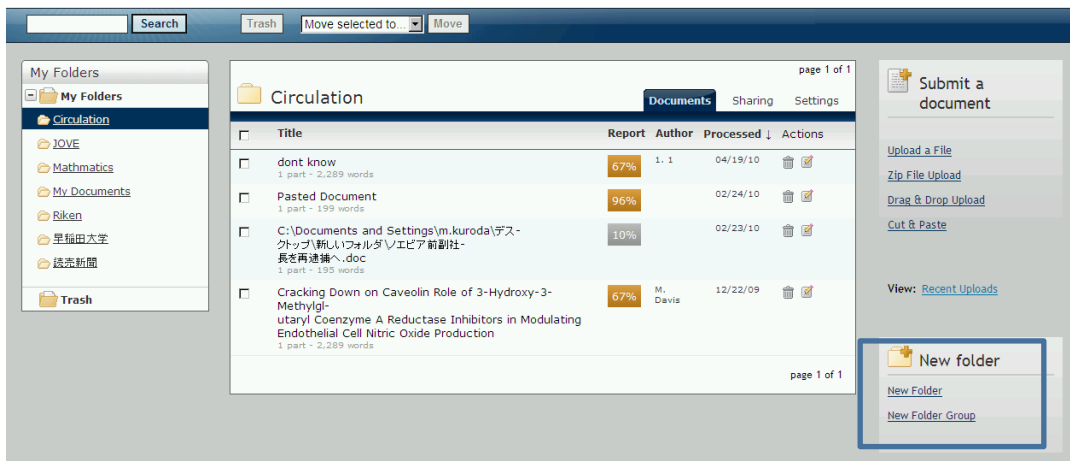 Search
Trash
Move selected to...
Move
My Folders
My Folders
Circulation
JOVE
Mathmatics
My Documents
Riken
早稲田大学
読売新聞
Trash
page 1 of 1
Circulation
Documents Sharing Settings
Title Report Author Processed ↓ Actions
dont know 67% 1. 1 04/19/10
1 part - 2,289 words
Pasted Document 96% 02/24/10
1 part - 199 words
C:\Documents and Settings\m.kuroda\デス- 10% 02/23/10
クトップ\新しいフォルダ\ノエビア前副社-
長を再逮捕へ.doc
1 part - 195 words
Cracking Down on Caveolin Role of 3-Hydroxy-3- 67% M. 12/22/09
Methylgl- Davis
utaryl Coenzyme A Reductase Inhibitors in Modulating
Endothelial Cell Nitric Oxide Production
1 part - 2,289 words
page 1 of 1
Submit a
document
Upload a File
Zip File Upload
Drag & Drop Upload
Cut & Paste
View: Recent Uploads
New folder
New Folder
New Folder Group